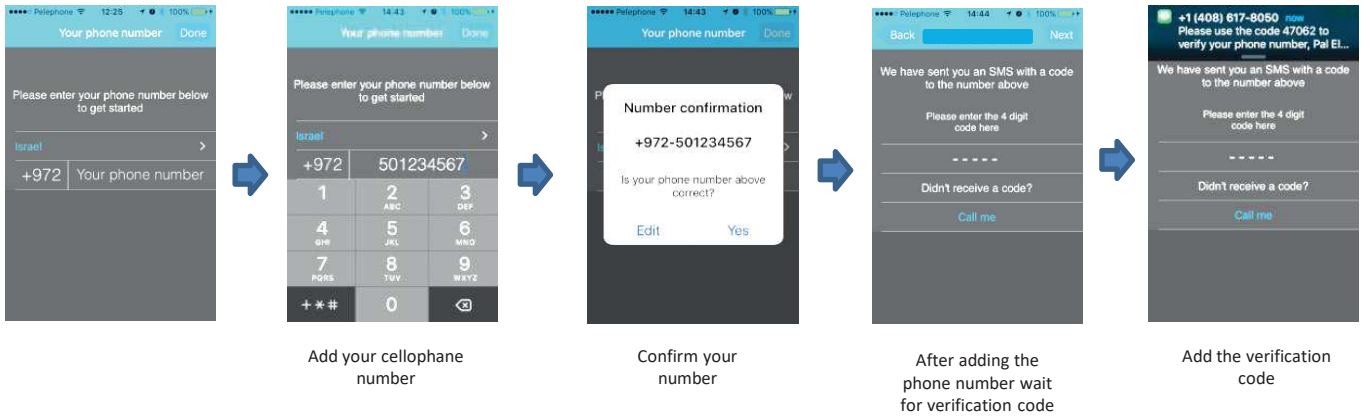 Pelephone 12:25 100%
Your phone number Done
Please enter your phone number below
to get started
Israel
+972 Your phone number
Pelephone 14:43 100%
Your phone number Done
Please enter your phone number below
to get started
Israel
+972 501234567
1 2 3
ABC DEF
4 5 6
GHI JKL MNO
7 8 9
PQRS TUV WXYZ
+*# 0
Add your cellophane
number
Pelephone 14:43 100%
Your phone number Done
Number confirmation
+972-501234567
Is your phone number above
correct?
Edit Yes
Confirm your
number
Pelephone 14:44 100%
Back Next
We have sent you an SMS with a code
to the number above
Please enter the 4 digit
code here
- - - - -
Didn't receive a code?
Call me
After adding the
phone number wait
for verification code
+1 (408) 617-8050 now
Please use the code 47062 to
verify your phone number, Pal El...
We have sent you an SMS with a code
to the number above
Please enter the 4 digit
code here
- - - - -
Didn't receive a code?
Call me
Add the verification
code